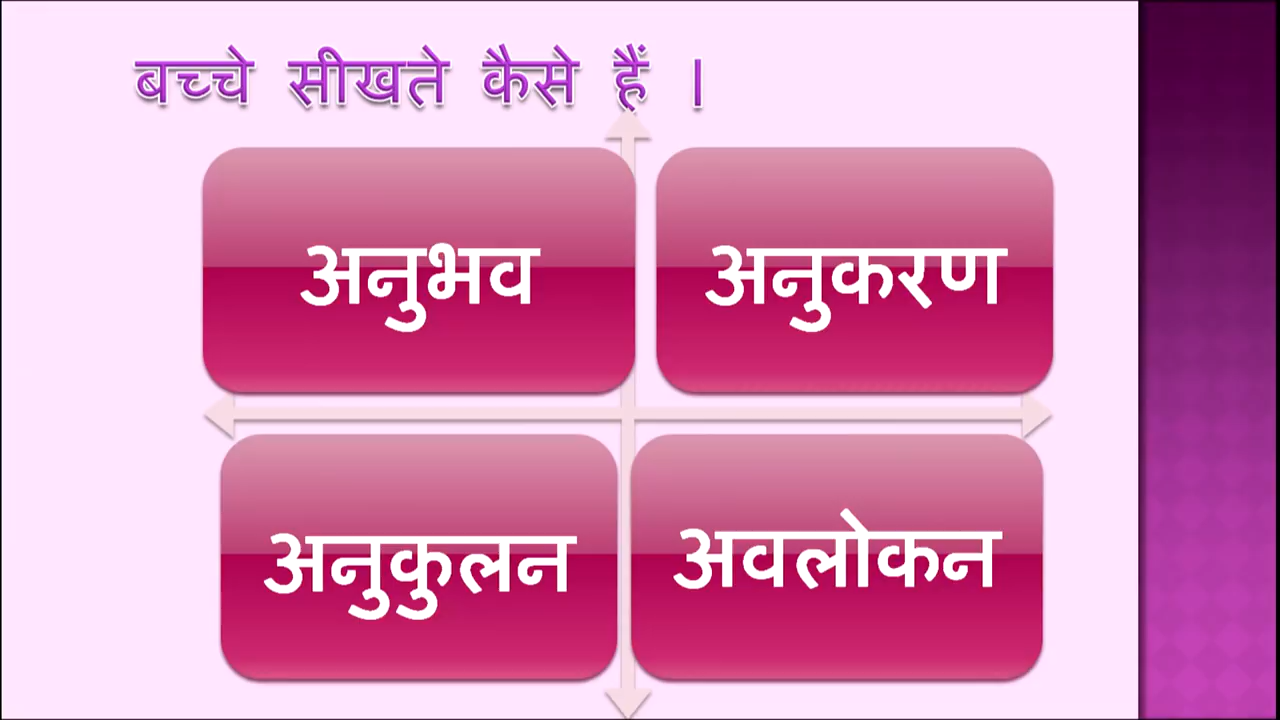 बच्चे सीखते कैसे हैं ।
अनुभव
अनुकरण
अनुकुलन
अवलोकन